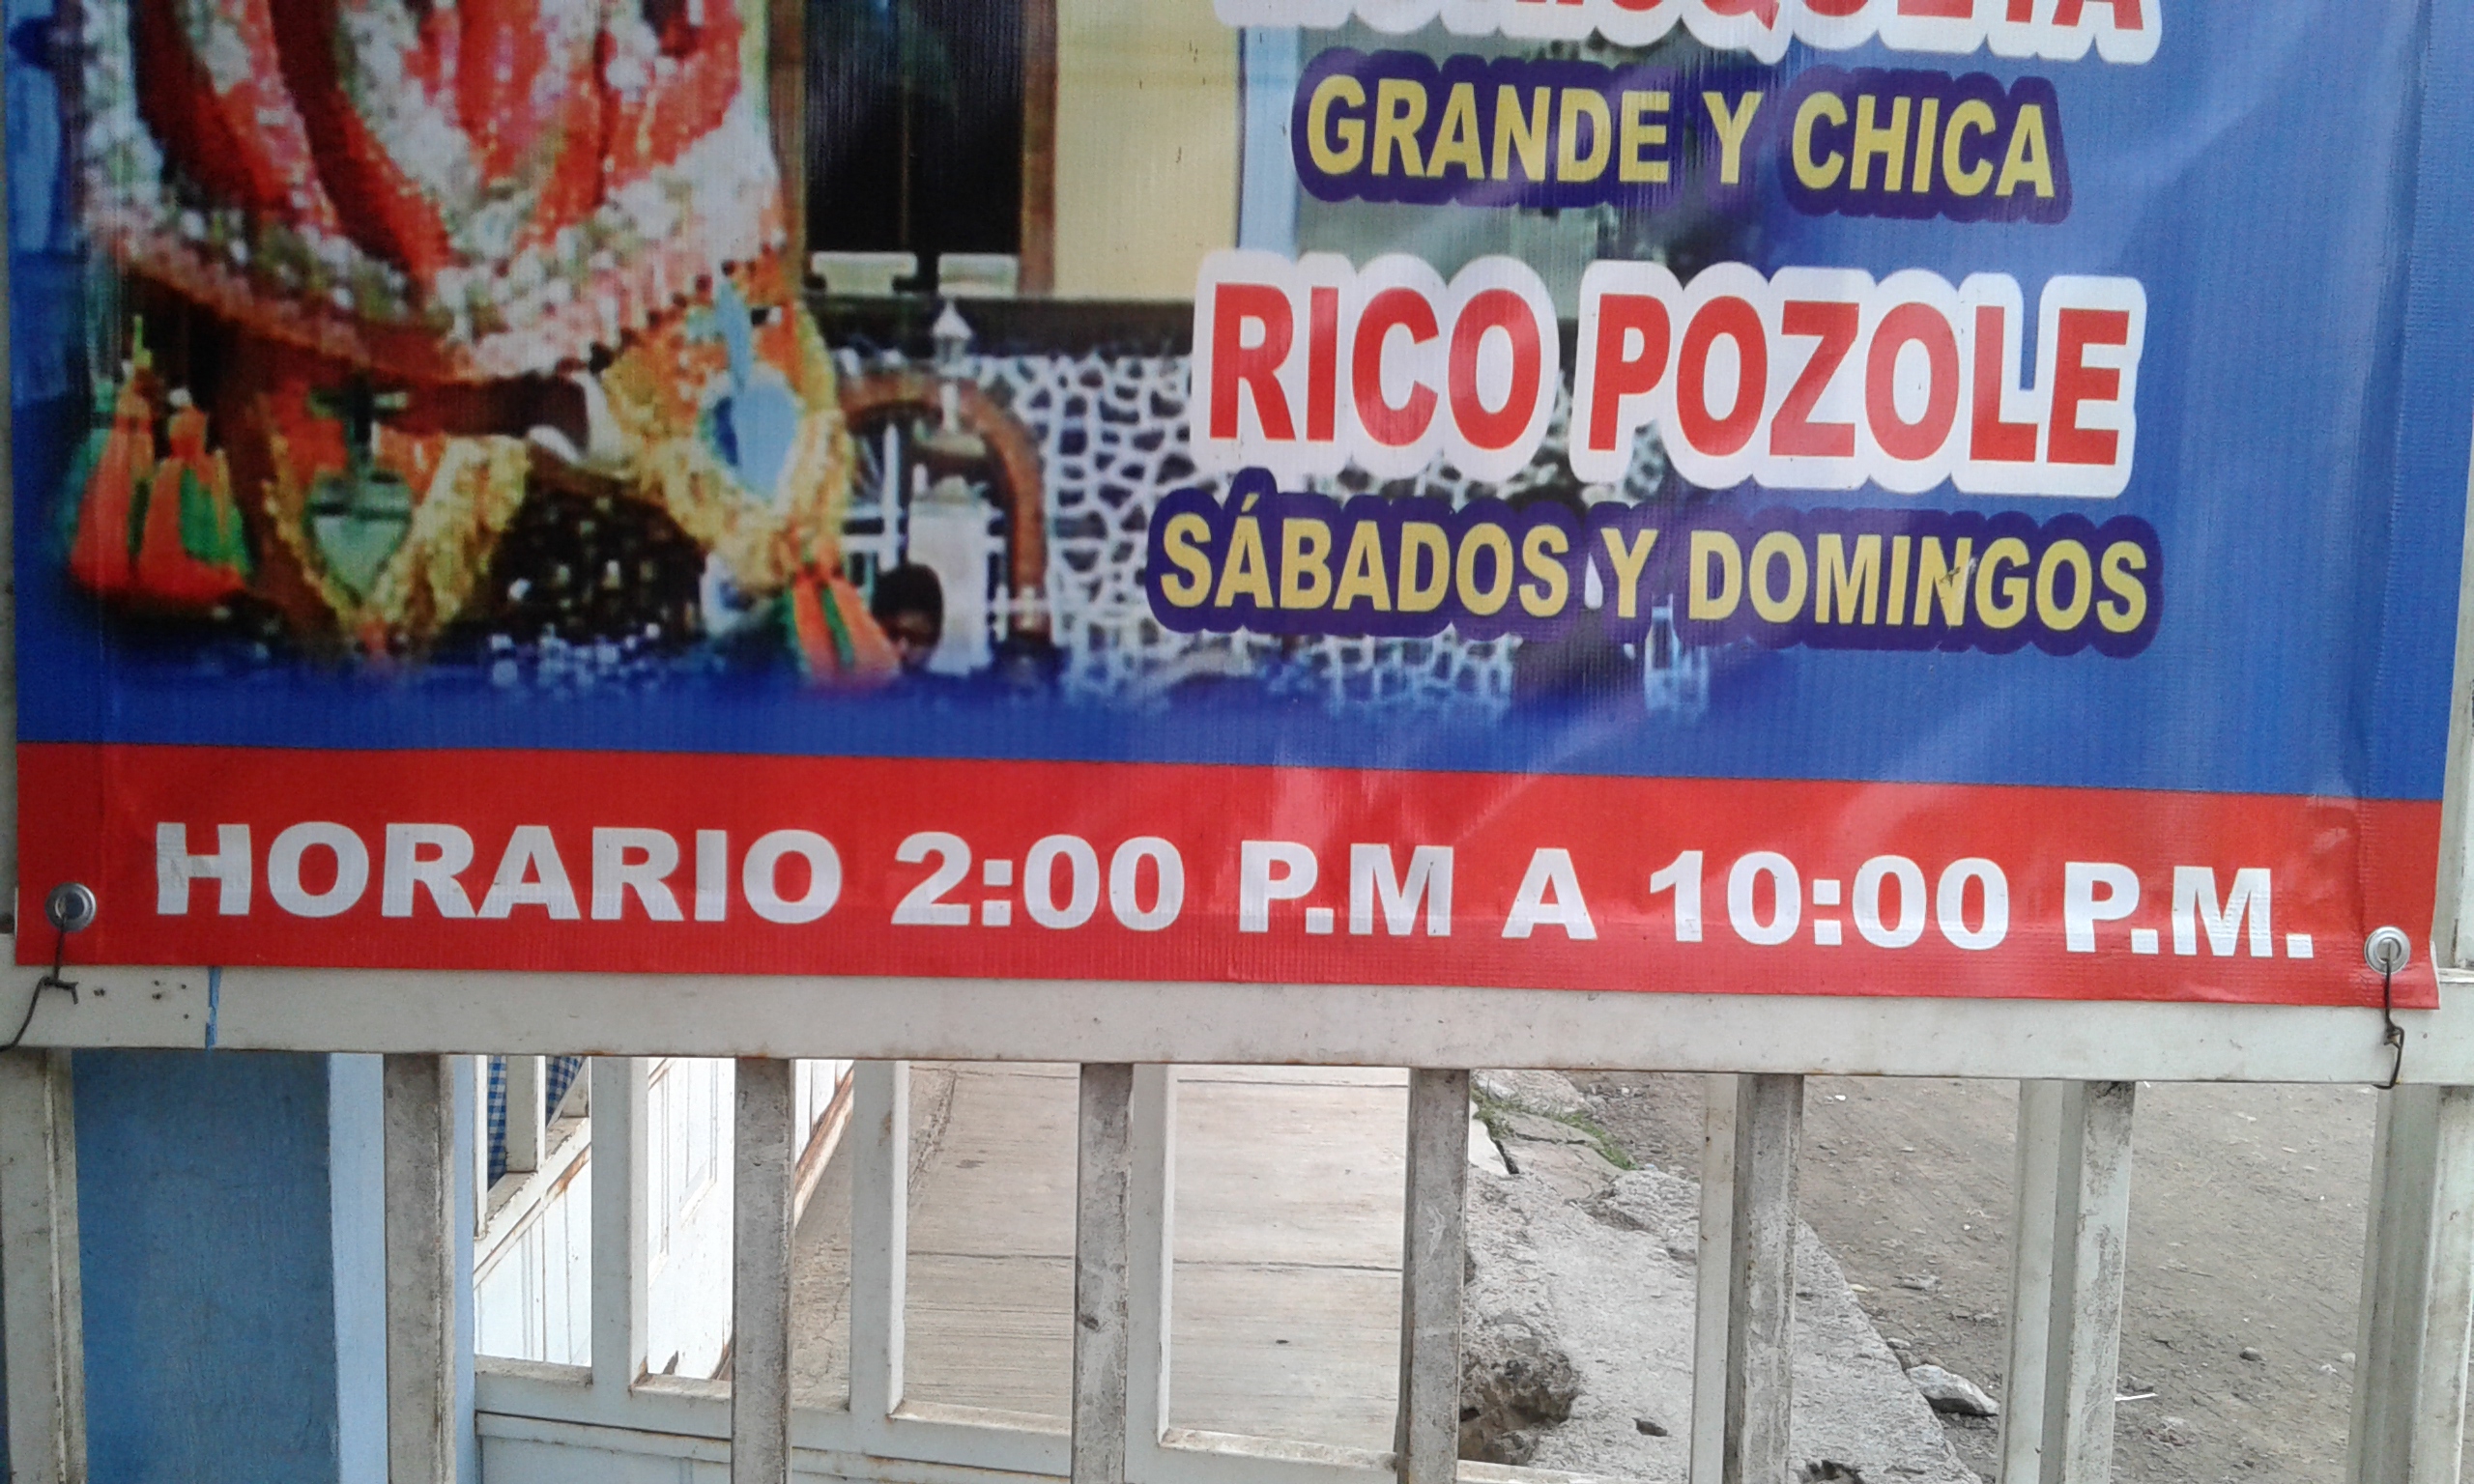 GRANDE Y CHICA
RICO POZOLE
SÁBADOS Y DOMINGOS
HORARIO 2:00 P.M A 10:00 P.M.